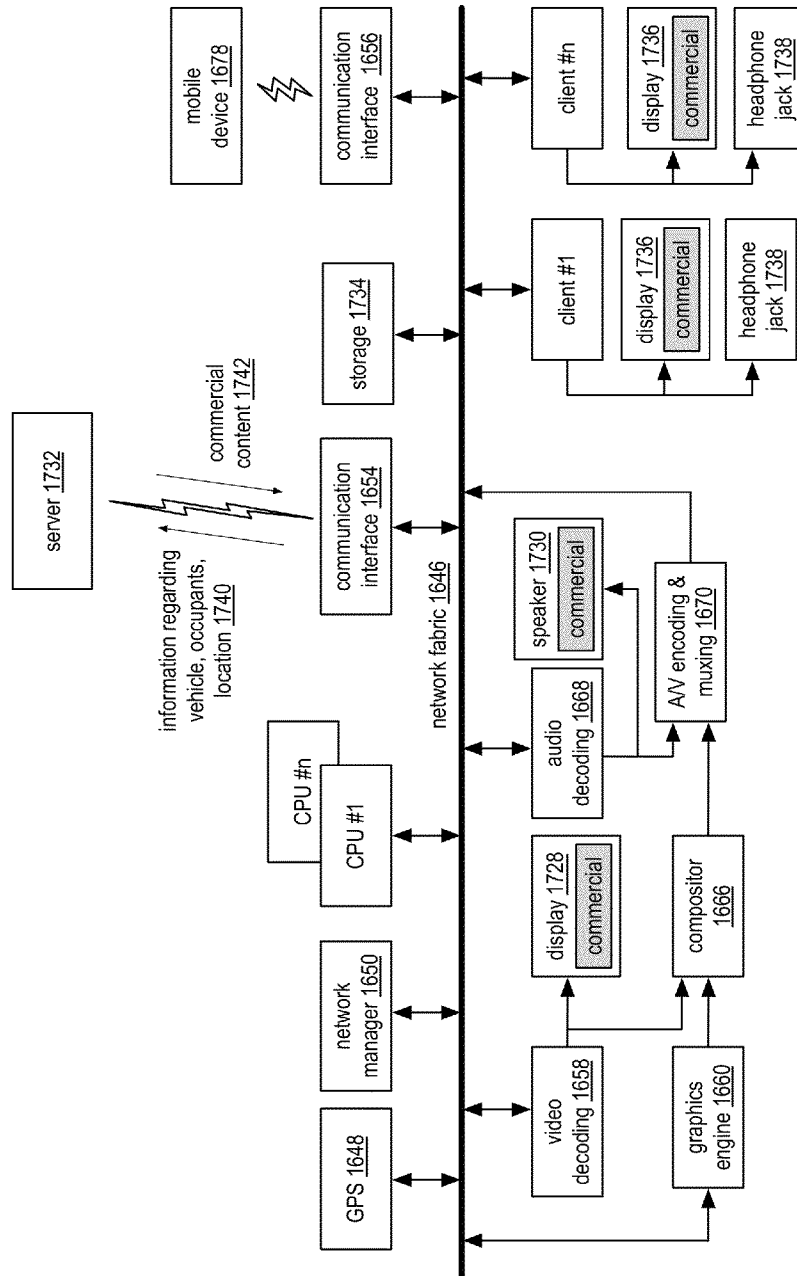 server 1732
information regarding
vehicle, occupants,
location 1740
commercial
content 1742
mobile
device 1678
GPS 1648
network
manager 1650
CPU #n
CPU #1
communication
interface 1654
storage 1734
communication
interface 1656
network fabric 1646
video
decoding 1658
display 1728
commercial
audio
decoding 1668
speaker 1730
commercial
client #1
display 1736
commercial
headphone
jack 1738
client #n
display 1736
commercial
headphone
jack 1738
graphics
engine 1660
compositor
1666
A/V encoding &
muxing 1670